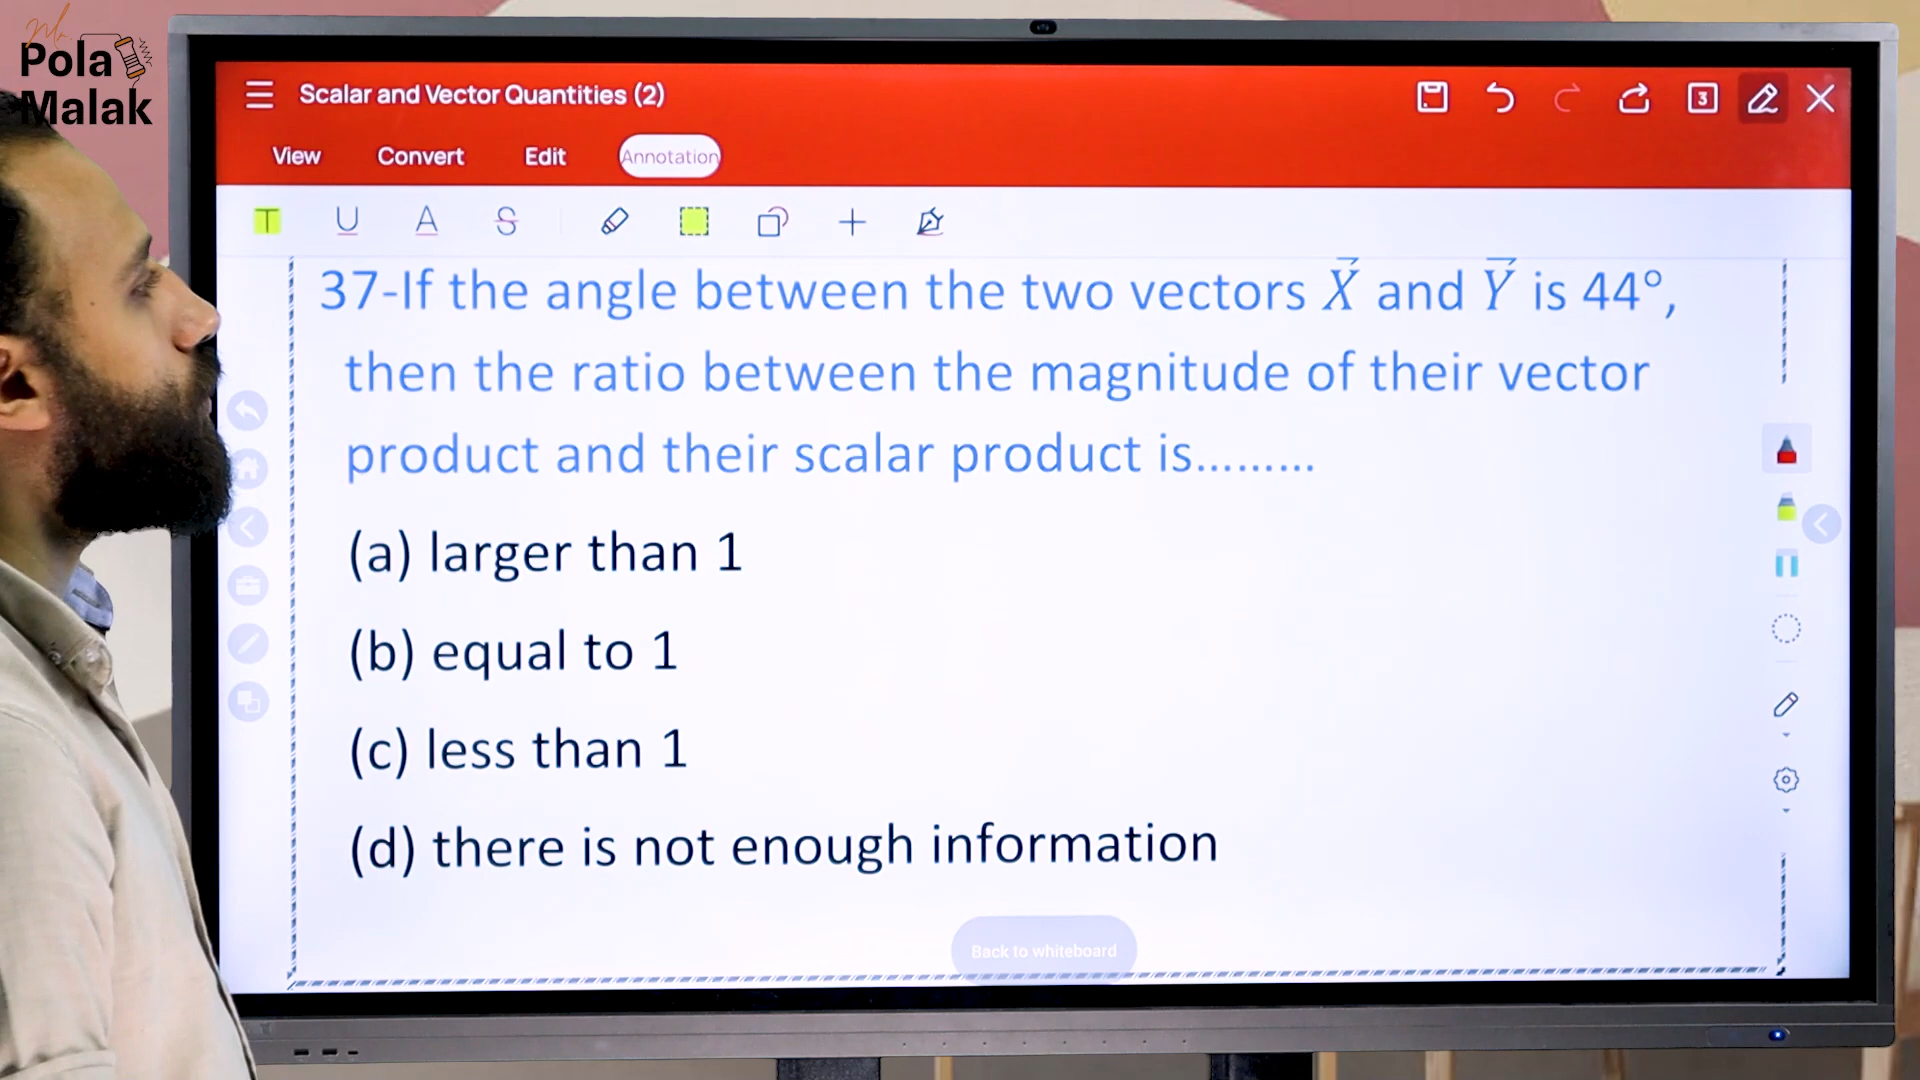 Mr.
Pola
Malak
Scalar and Vector Quantities (2)
3
View Convert Edit Annotation
T U A S
37-If the angle between the two vectors X⃗ and Y⃗ is 44°,
then the ratio between the magnitude of their vector
product and their scalar product is.........
(a) larger than 1
(b) equal to 1
(c) less than 1
(d) there is not enough information
Back to whiteboard